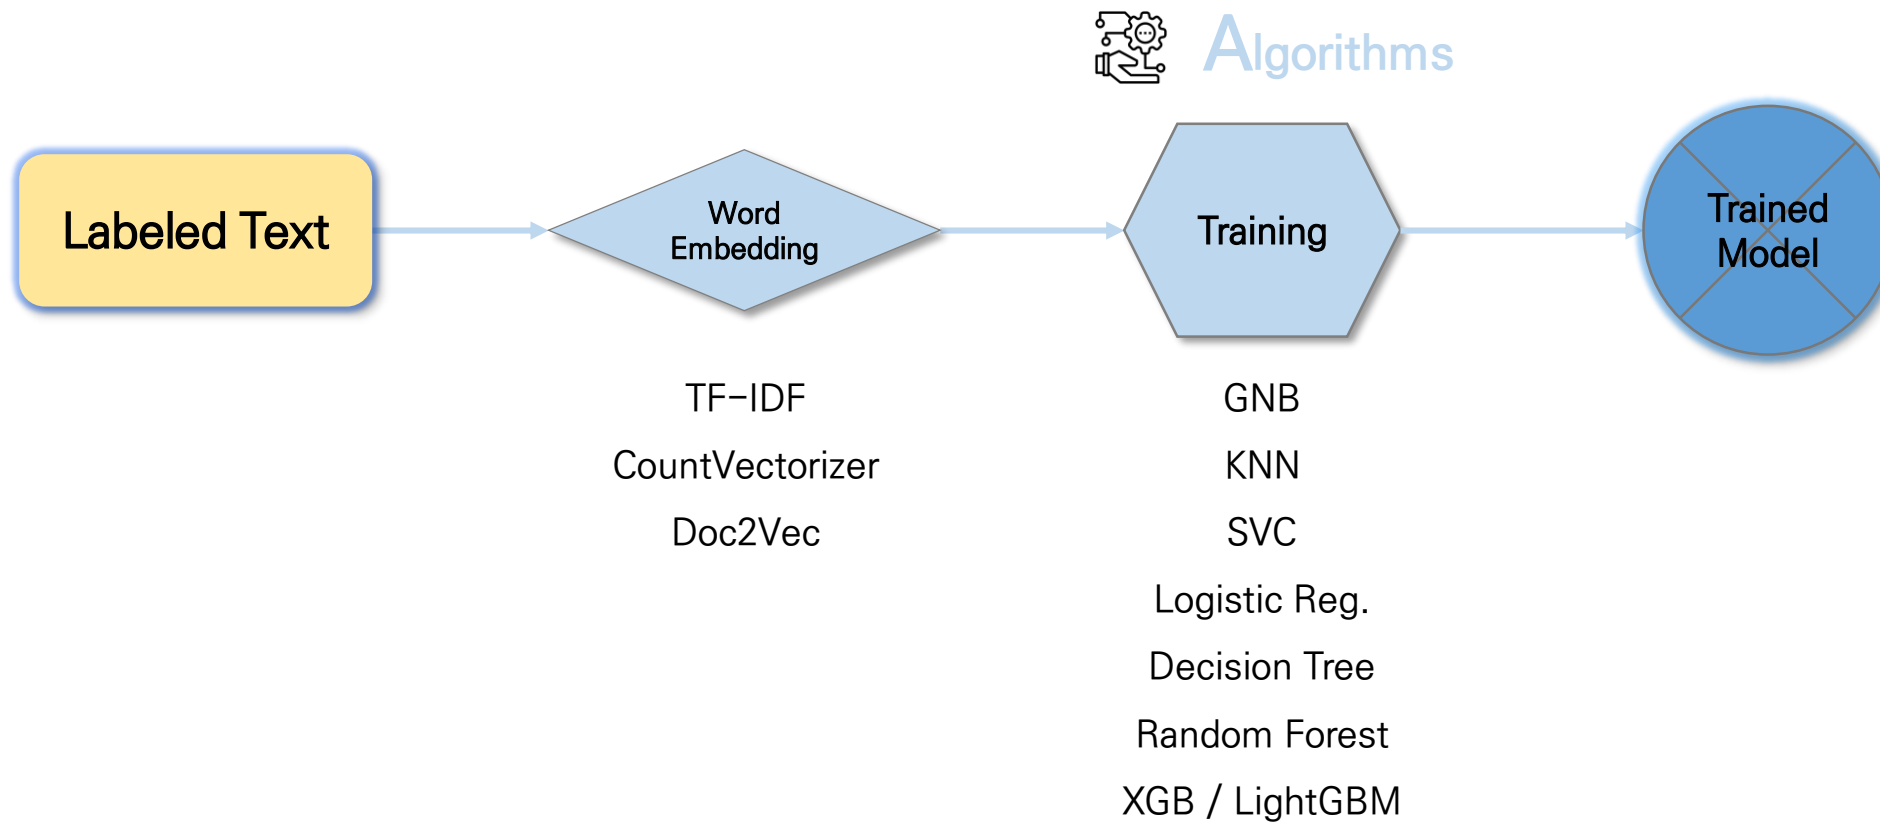 Algorithms
Labeled Text
Word
Embedding
Training
Trained
Model
TF-IDF
CountVectorizer
Doc2Vec
GNB
KNN
SVC
Logistic Reg.
Decision Tree
Random Forest
XGB / LightGBM